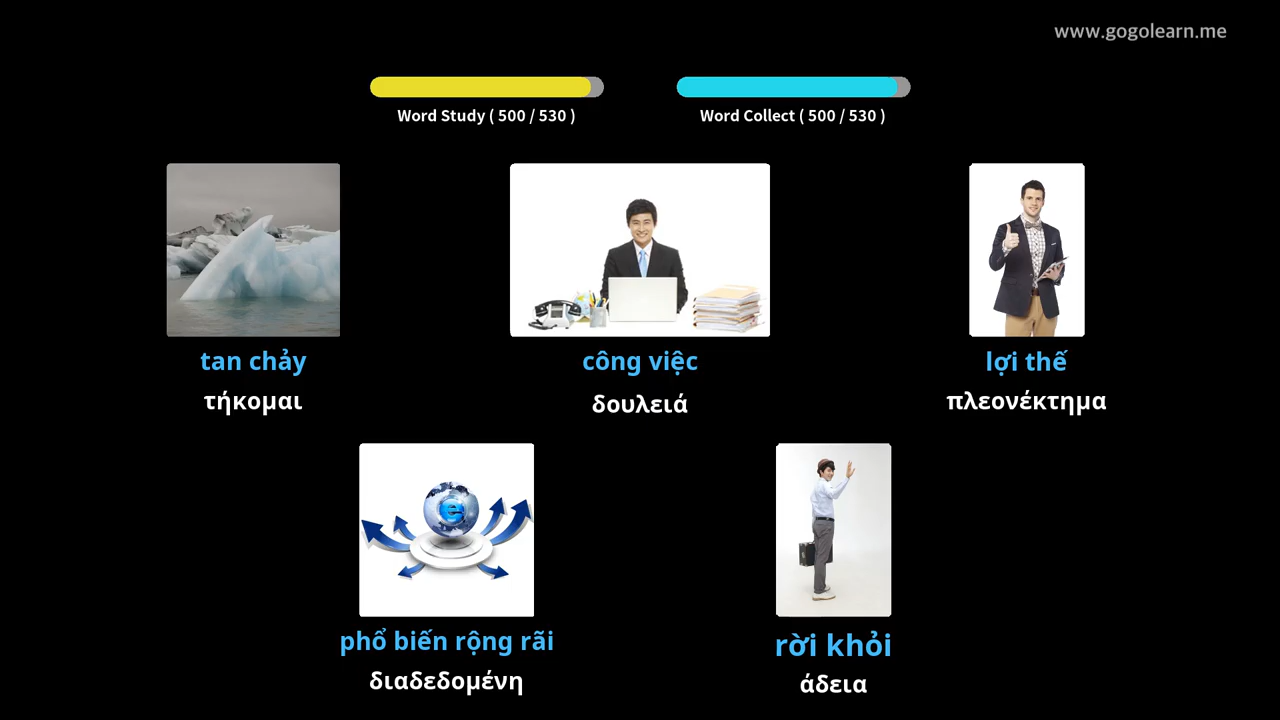 www.gogolearn.me
Word Study ( 500 / 530 )
Word Collect ( 500 / 530 )
tan chảy
công việc
lợi thế
τήκομαι
δουλειά
πλεονέκτημα
e
phổ biến rộng rãi
rời khỏi
διαδεδομένη
άδεια